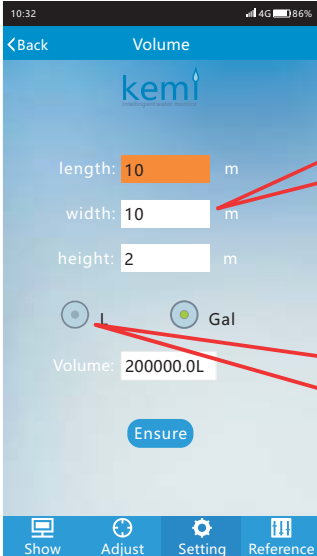 10:32 4G 86%
Back Volume
kemi
intelligent water monitor
length: 10 m
width: 10 m
height: 2 m
L Gal
Volume: 200000.0L
Ensure
Show Adjust Setting Reference